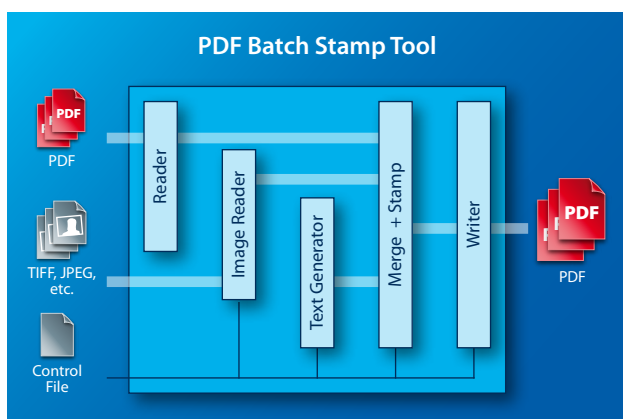 PDF Batch Stamp Tool
PDF
PDF
TIFF, JPEG,
etc.
Control
File
Reader
Image Reader
Text Generator
Merge + Stamp
Writer
PDF
PDF